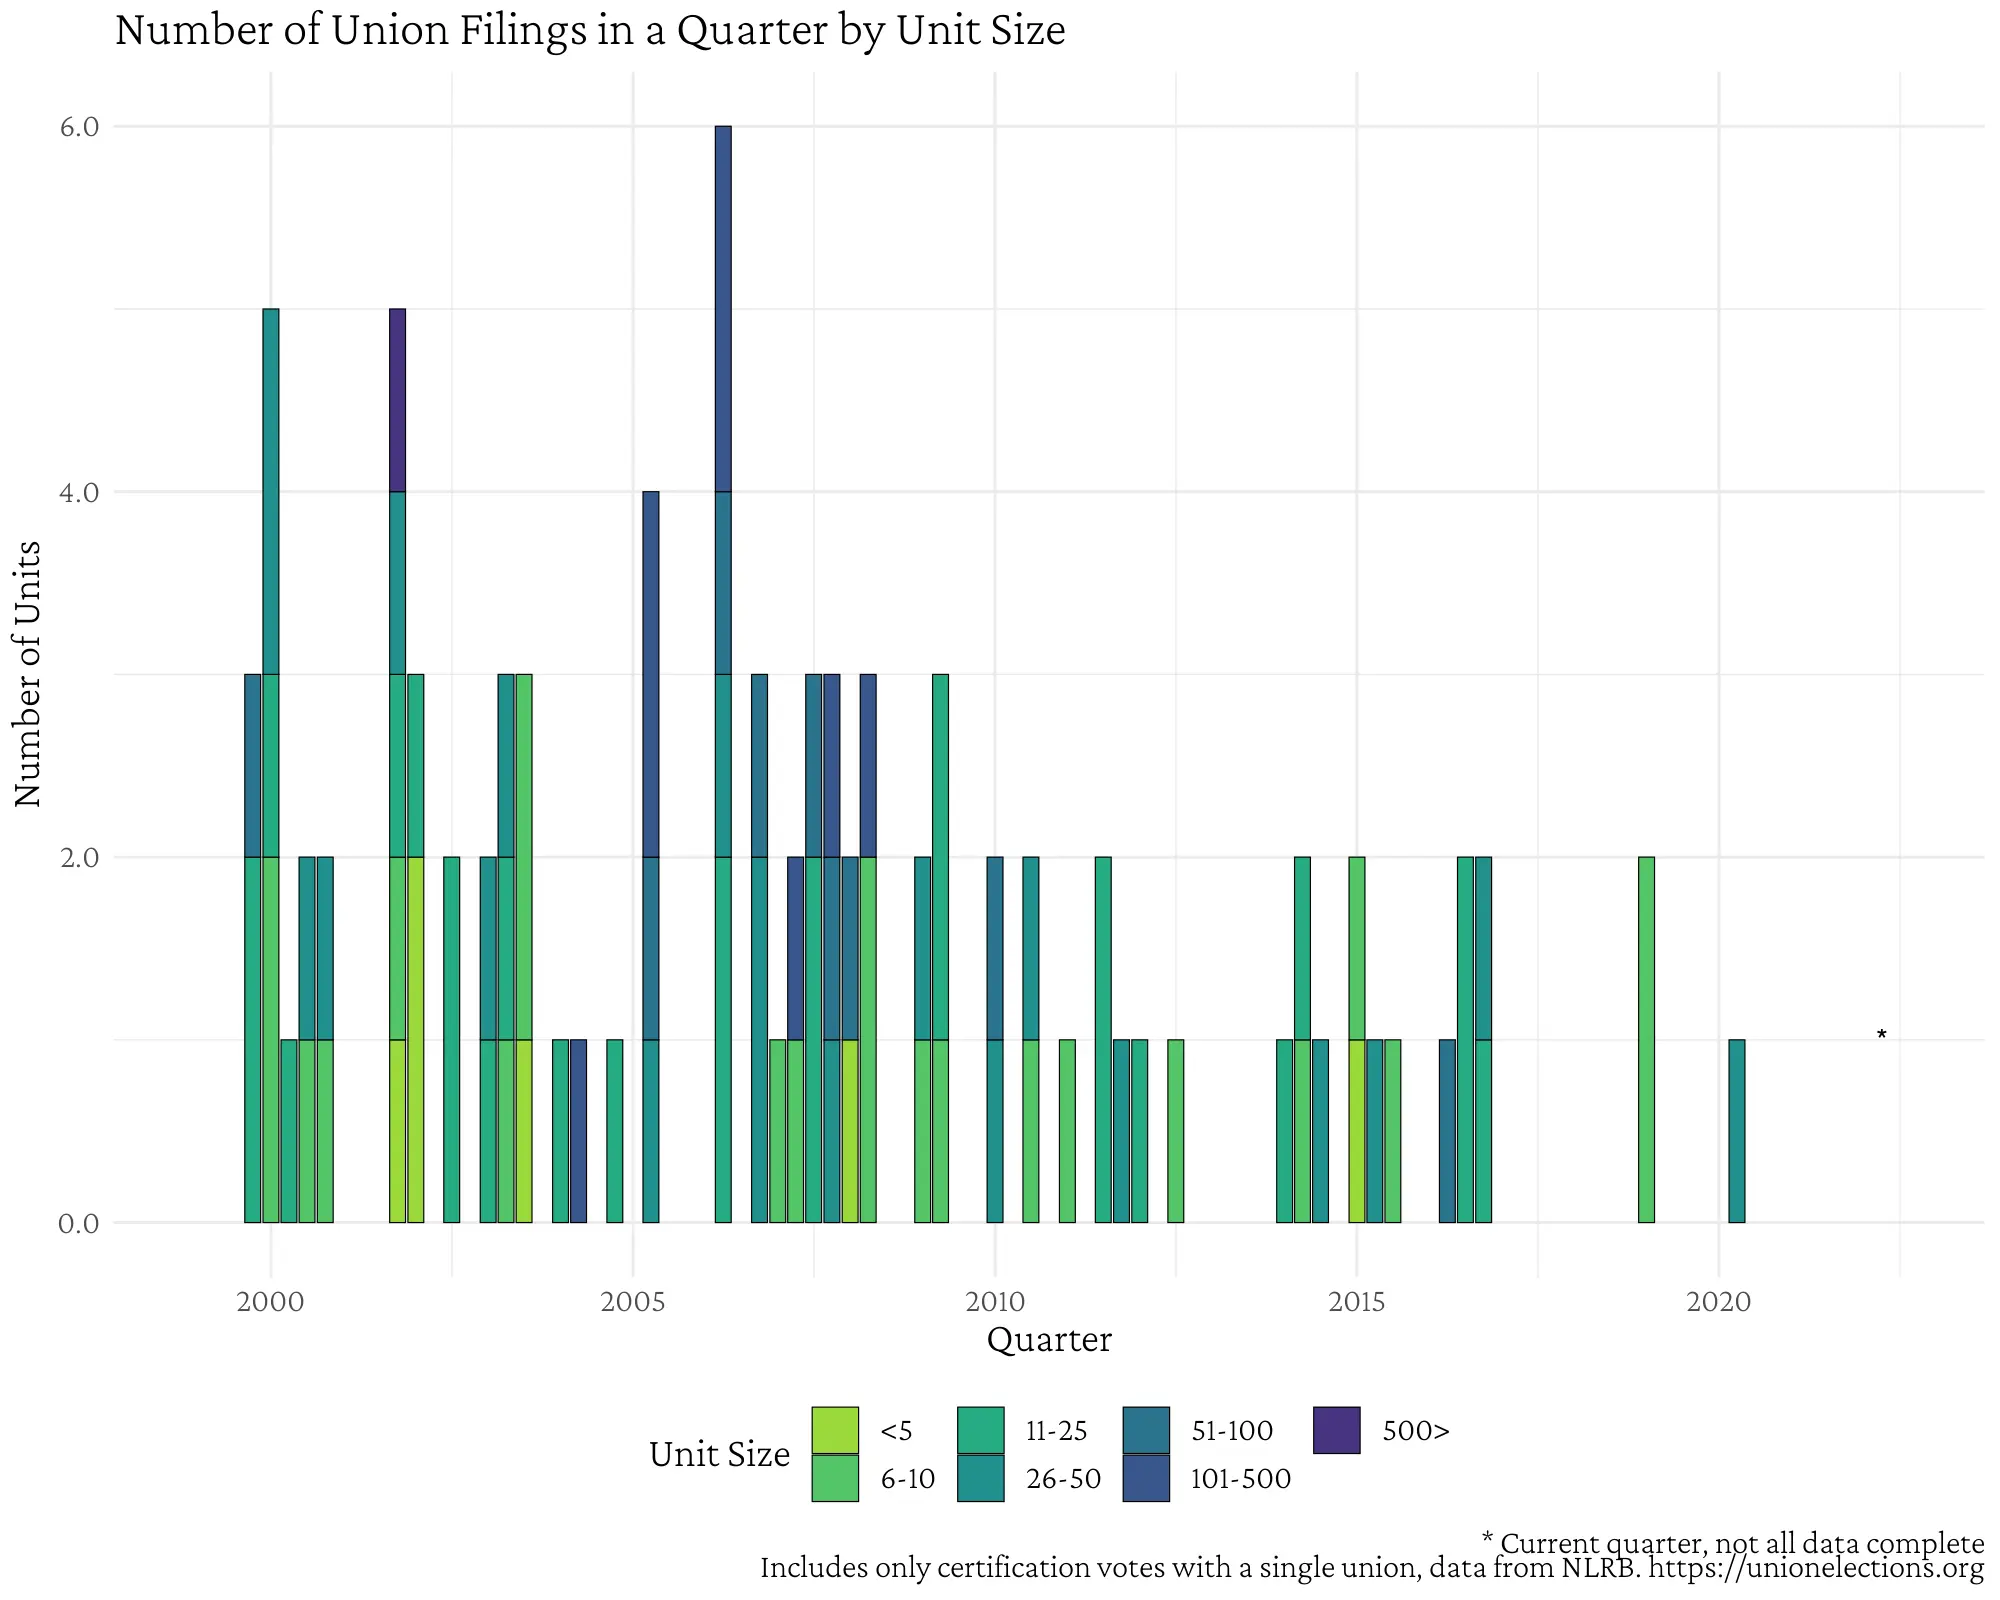 Number of Union Filings in a Quarter by Unit Size
Number of Units
6.0
4.0
2.0
0.0
*
2000 2005 2010 2015 2020
Quarter
Unit Size
<5 11-25 51-100 500>
6-10 26-50 101-500
* Current quarter, not all data complete
Includes only certification votes with a single union, data from NLRB. https://unionelections.org